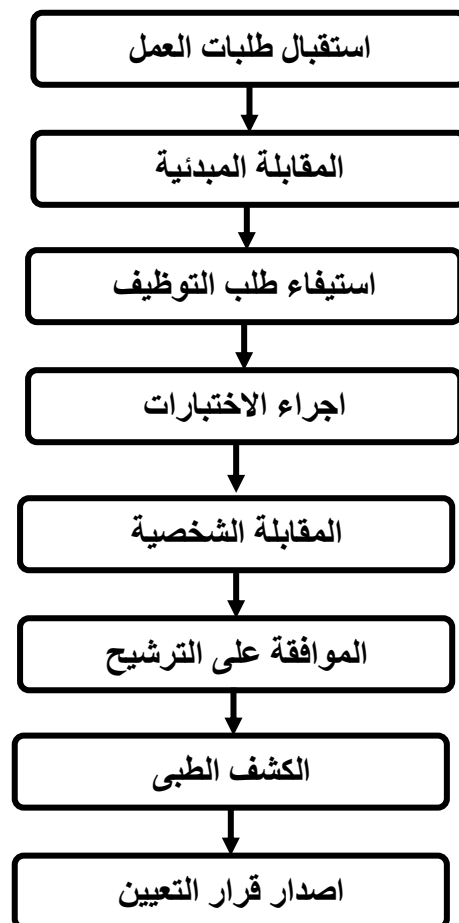 استقبال طلبات العمل
المقابلة المبدئية
استيفاء طلب التوظيف
اجراء الاختبارات
المقابلة الشخصية
الموافقة على الترشيح
الكشف الطبى
اصدار قرار التعيين